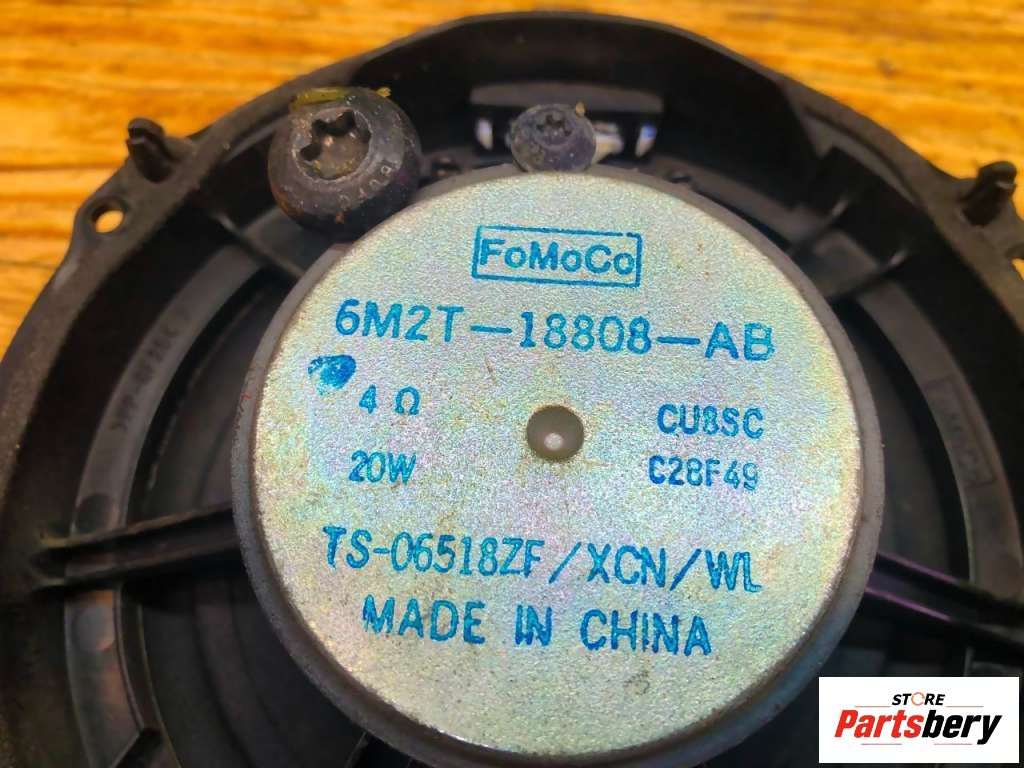 FoMoCo
6M2T-18808-AB
4 Ω
CU8SC
20W
C28F49
TS-06518ZF/XCN/WL
MADE IN CHINA
STORE
Partsbery